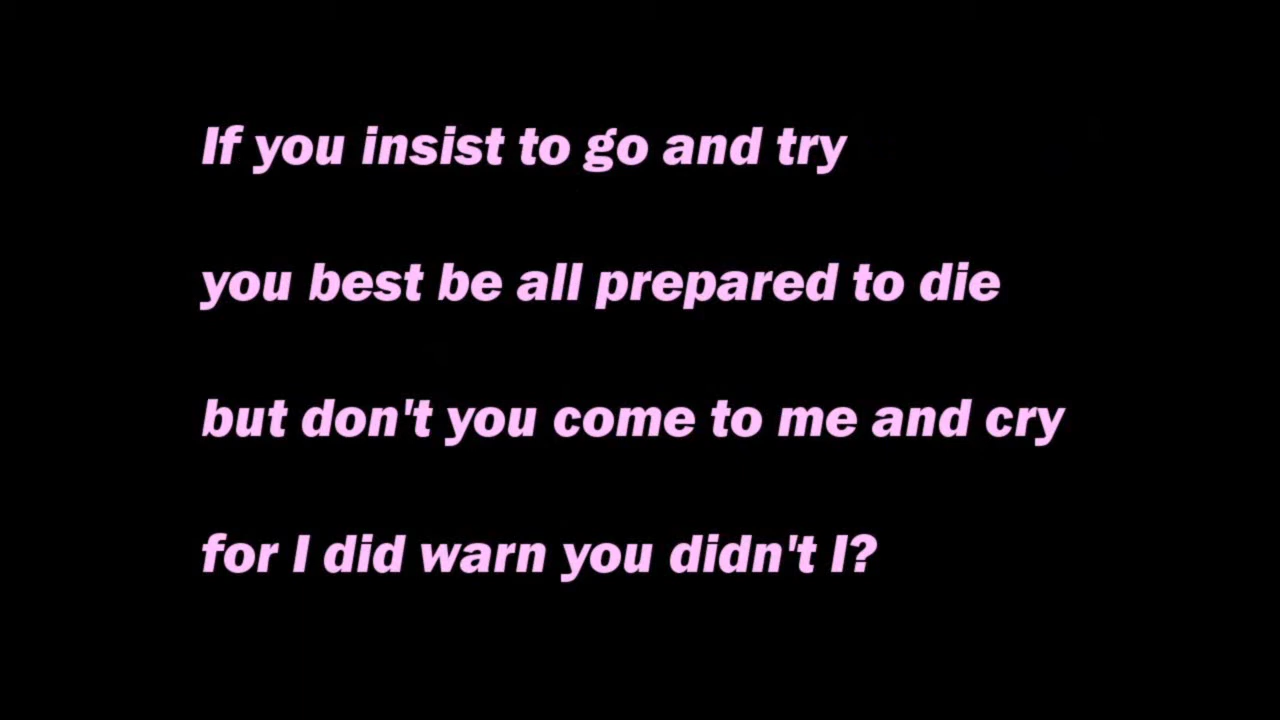 If you insist to go and try
you best be all prepared to die
but don't you come to me and cry
for I did warn you didn't I?